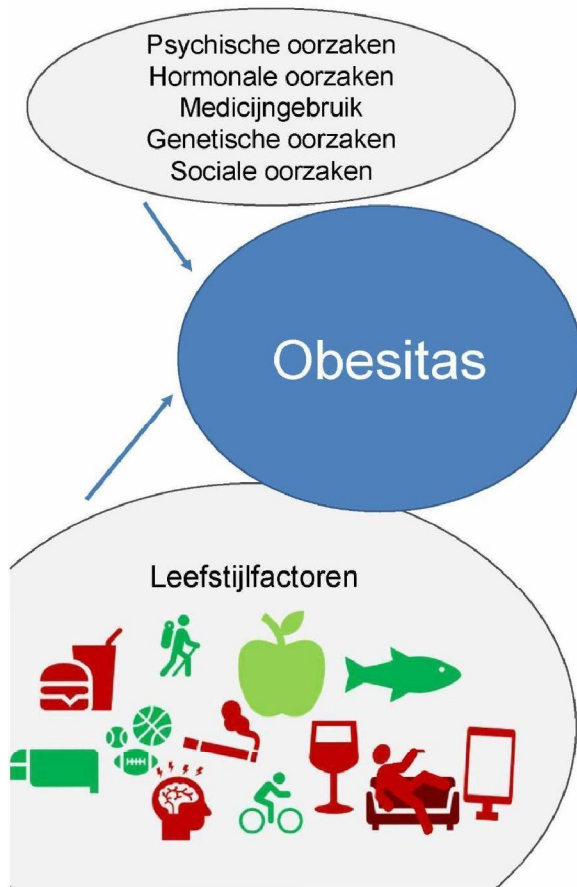 Psychische oorzaken
Hormonale oorzaken
Medicijngebruik
Genetische oorzaken
Sociale oorzaken
Obesitas
Leefstijlfactoren